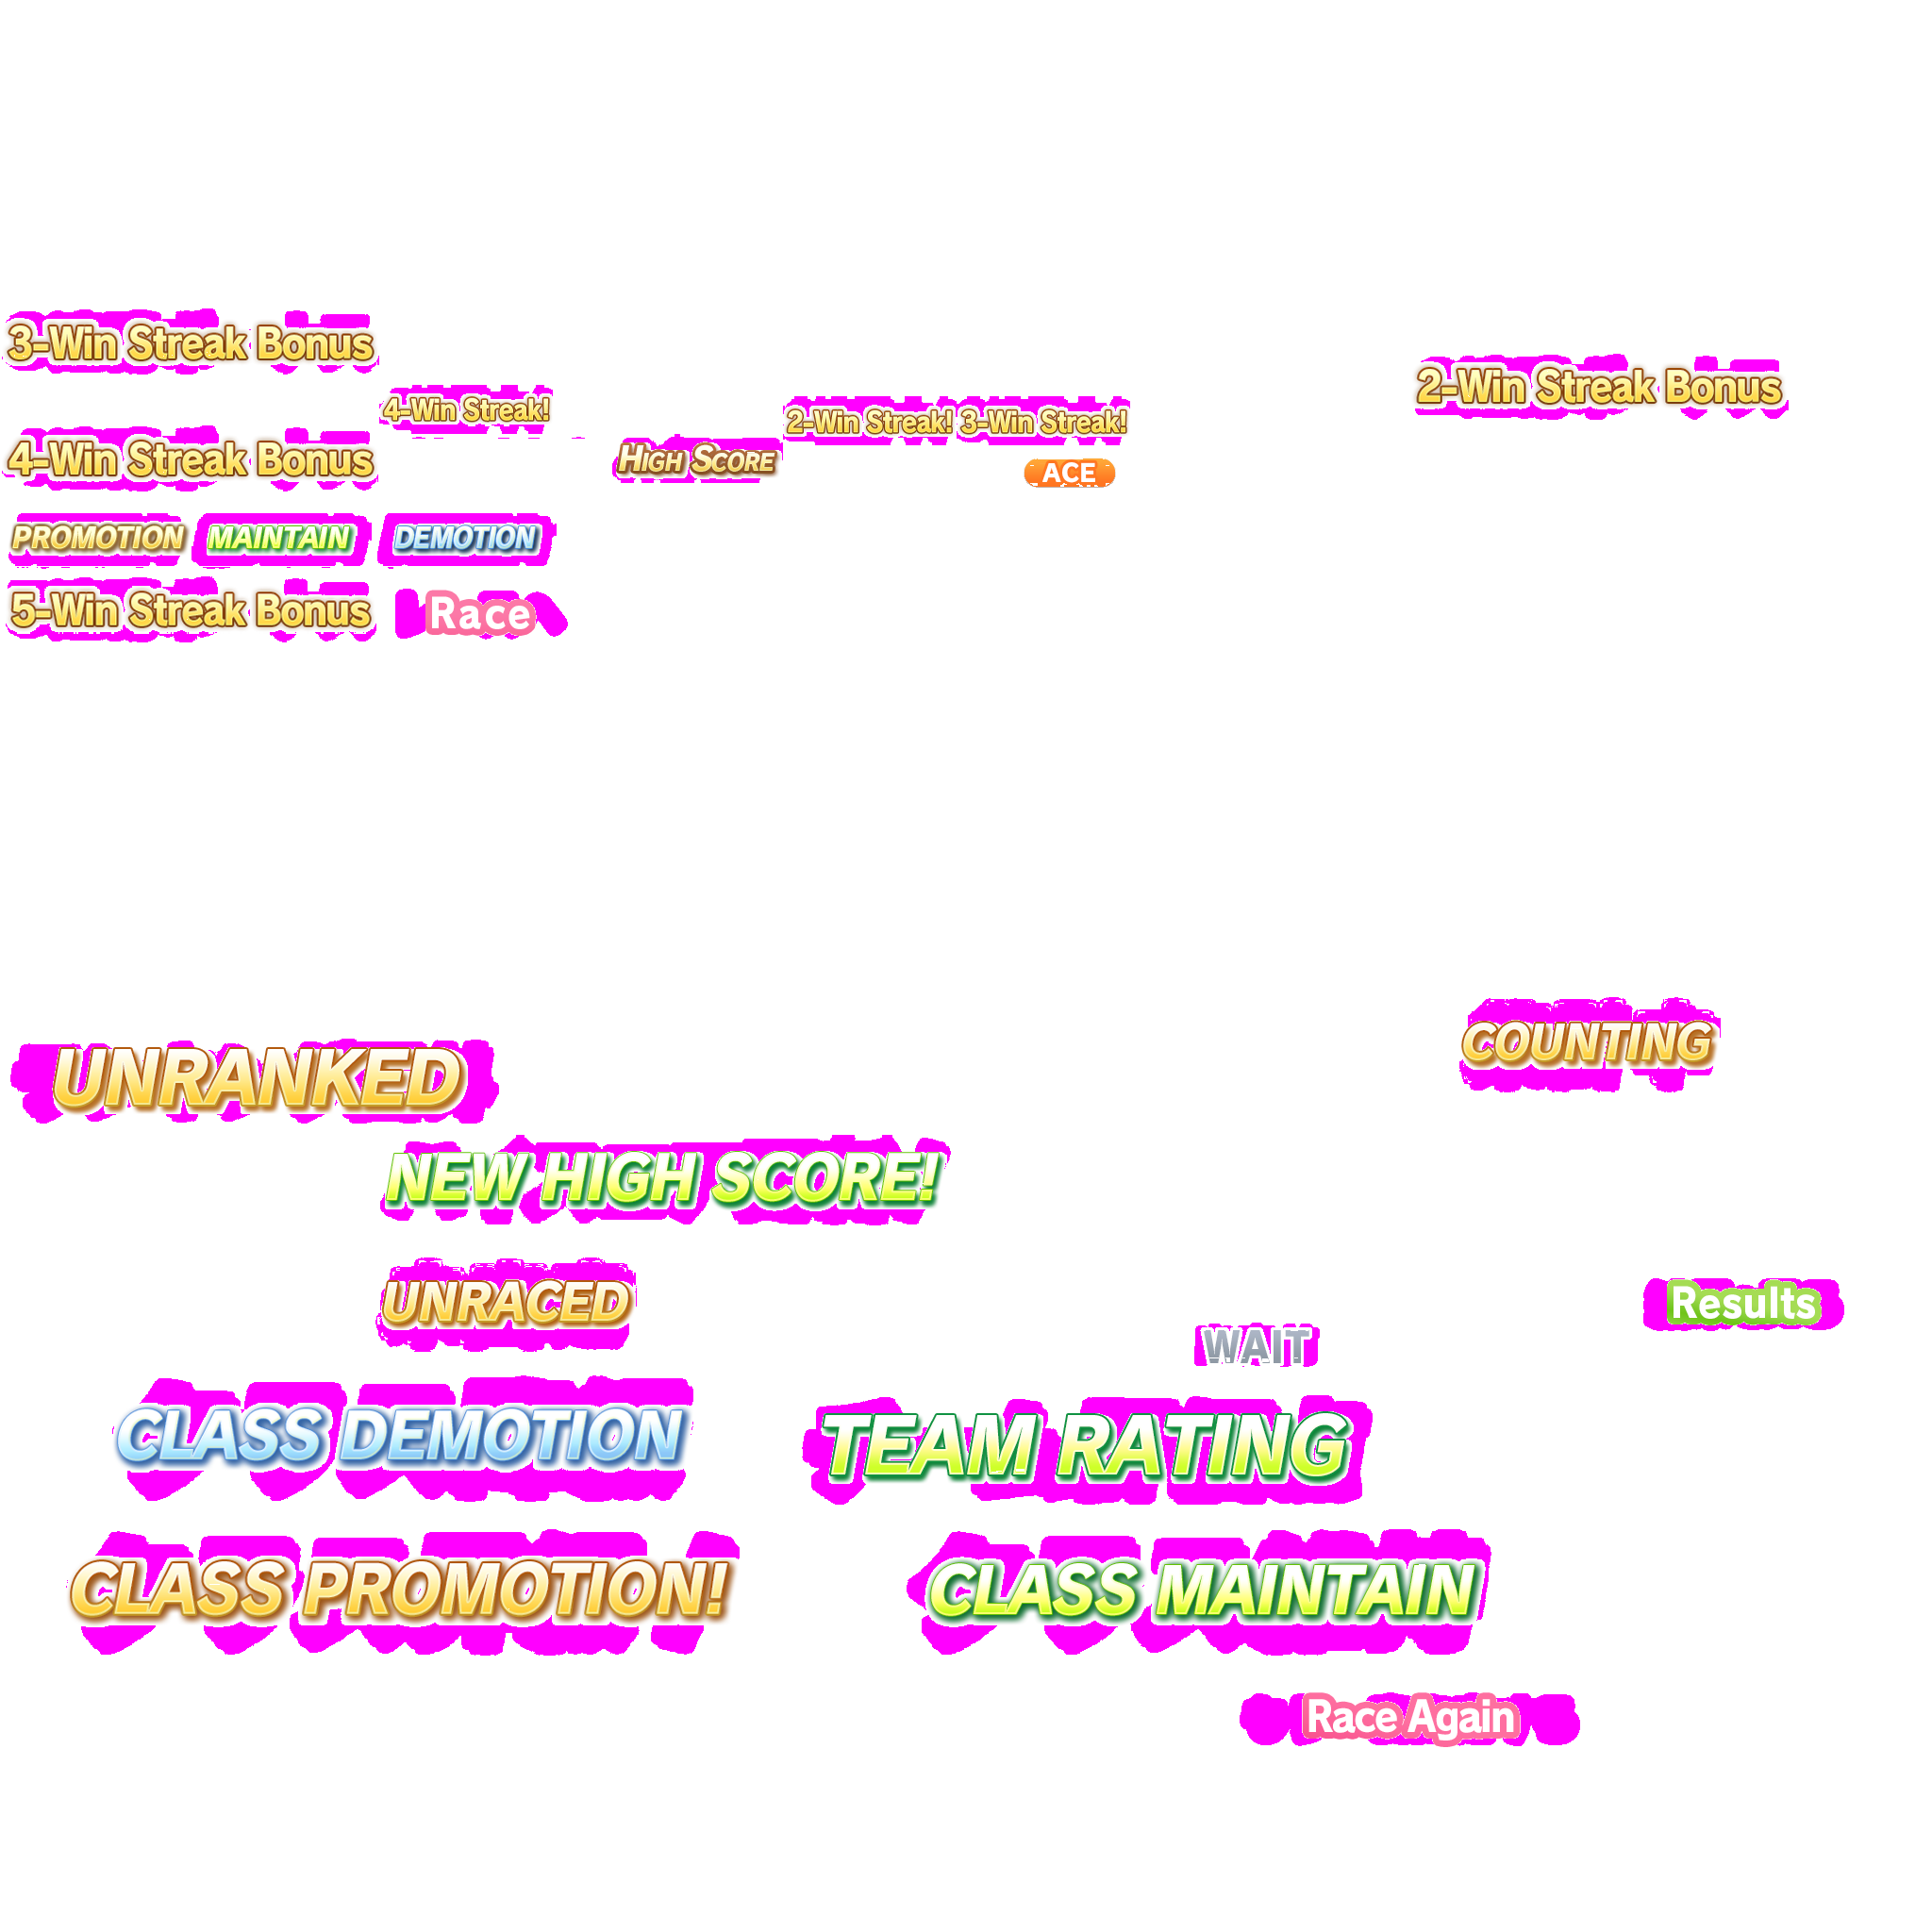 3-Win Streak Bonus
2-Win Streak Bonus
4-Win Streak!
2-Win Streak!
3-Win Streak!
4-Win Streak Bonus
HIGH SCORE
ACE
PROMOTION
MAINTAIN
DEMOTION
5-Win Streak Bonus
Race
COUNTING
UNRANKED
NEW HIGH SCORE!
UNRACED
Results
WAIT
CLASS DEMOTION
TEAM RATING
CLASS PROMOTION!
CLASS MAINTAIN
Race Again